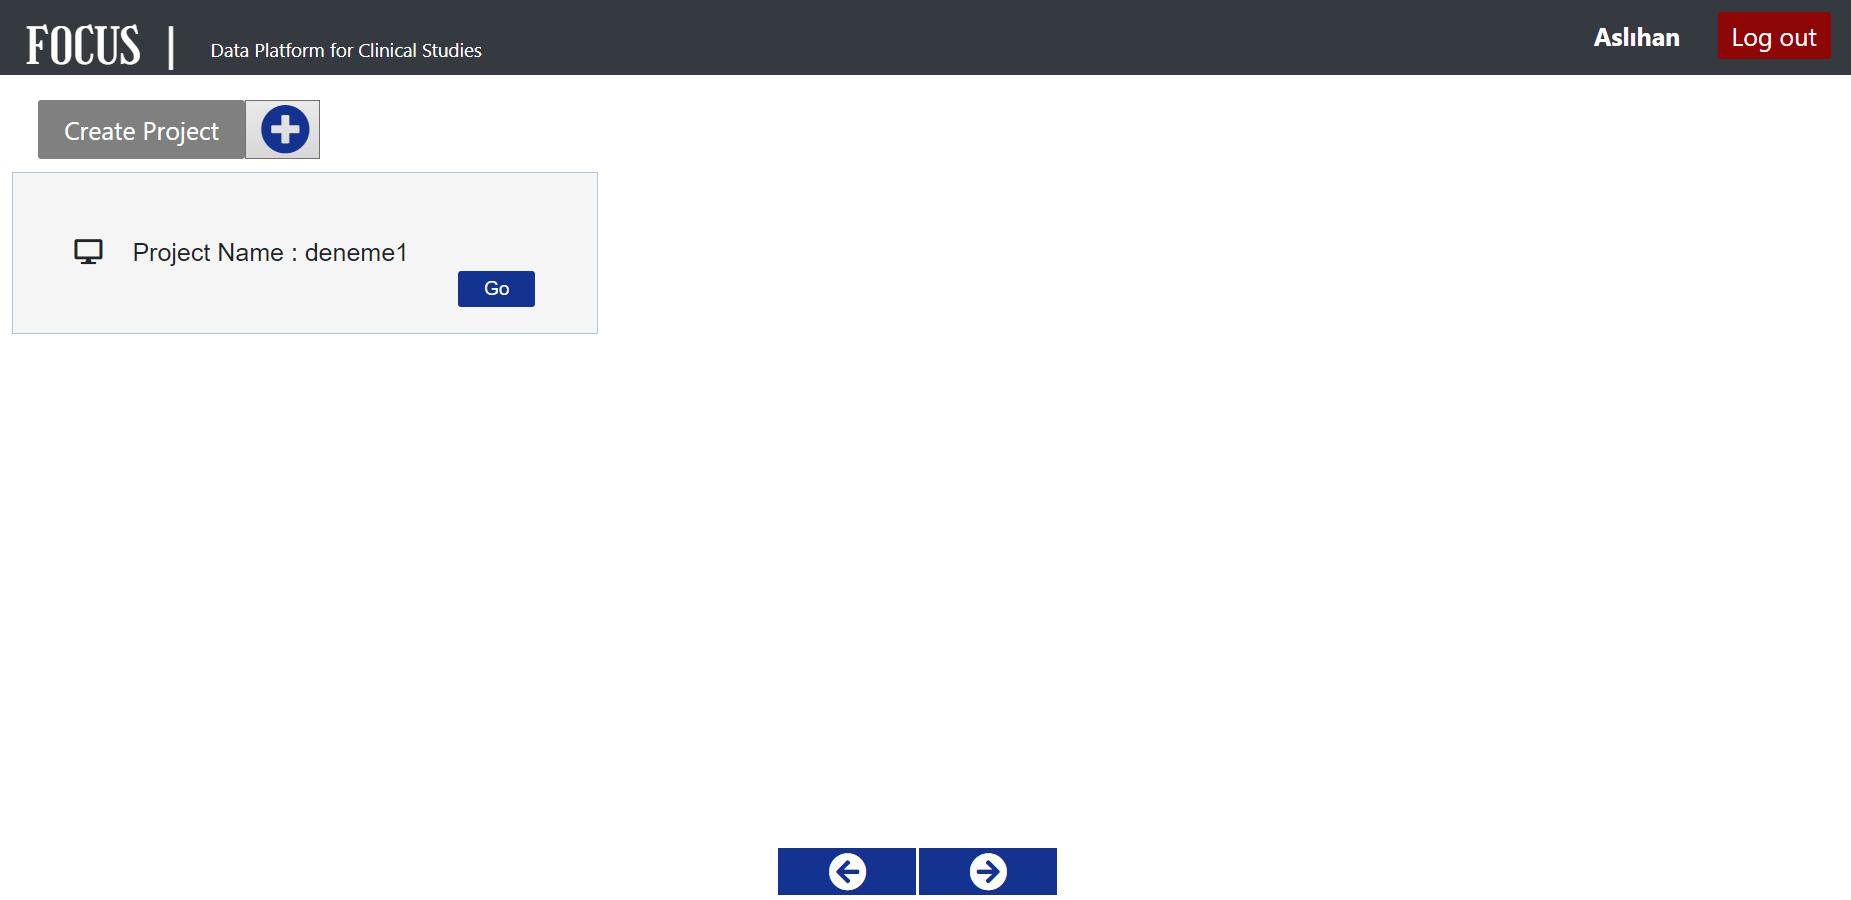 FOCUS | Data Platform for Clinical Studies
Aslıhan
Log out
Create Project
Project Name : deneme1
Go